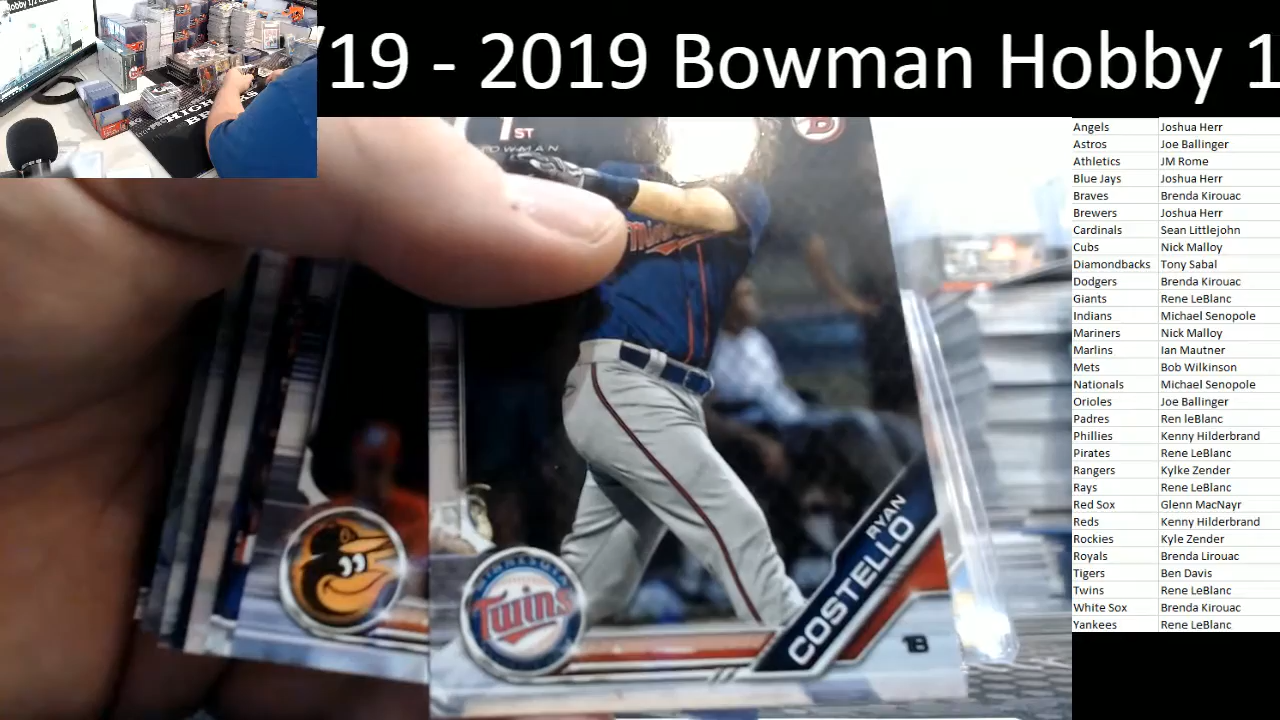 Hobby 1/2
/19 - 2019 Bowman Hobby 1
1ST
BOWMAN
B
Twins
RYAN
COSTELLO
1B
Angels Joshua Herr
Astros Joe Ballinger
Athletics JM Rome
Blue Jays Joshua Herr
Braves Brenda Kirouac
Brewers Joshua Herr
Cardinals Sean Littlejohn
Cubs Nick Malloy
Diamondbacks Tony Sabal
Dodgers Brenda Kirouac
Giants Rene LeBlanc
Indians Michael Senopole
Mariners Nick Malloy
Marlins Ian Mautner
Mets Bob Wilkinson
Nationals Michael Senopole
Orioles Joe Ballinger
Padres Ren leBlanc
Phillies Kenny Hilderbrand
Pirates Rene LeBlanc
Rangers Kylke Zender
Rays Rene LeBlanc
Red Sox Glenn MacNayr
Reds Kenny Hilderbrand
Rockies Kyle Zender
Royals Brenda Lirouac
Tigers Ben Davis
Twins Rene LeBlanc
White Sox Brenda Kirouac
Yankees Rene LeBlanc